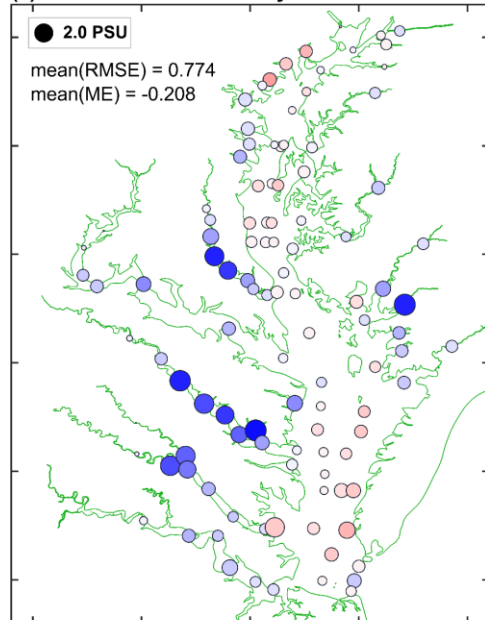 2.0 PSU
mean(RMSE) = 0.774
mean(ME) = -0.208